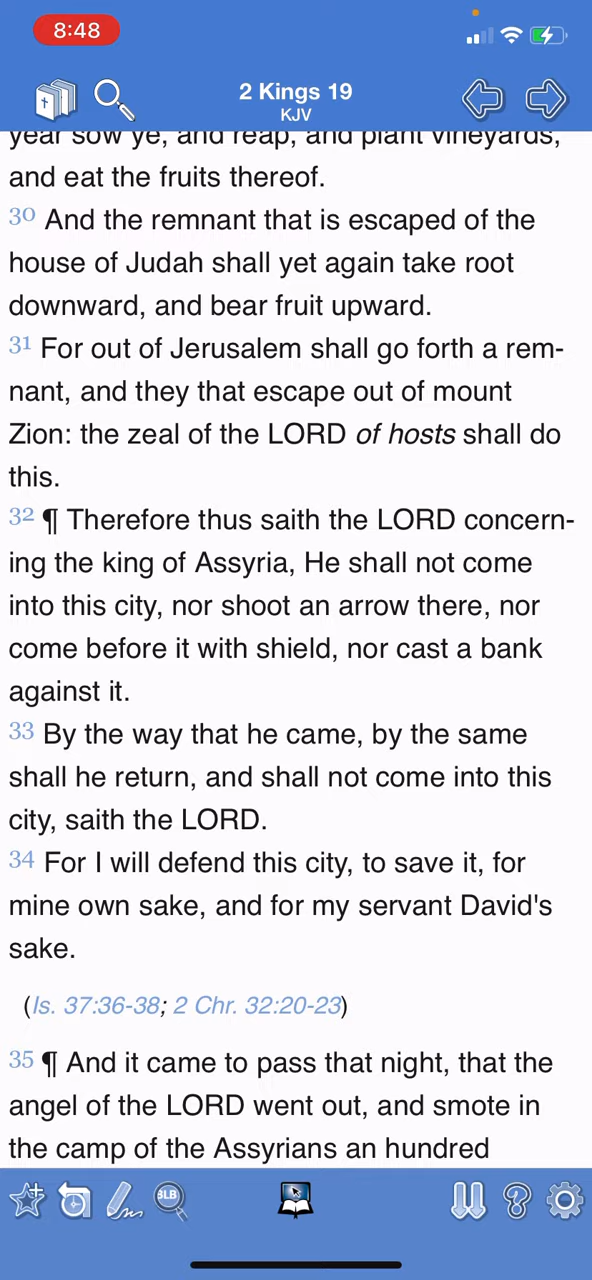 8:48
2 Kings 19
KJV
year sow ye, and reap, and plant vineyards,
and eat the fruits thereof.
30 And the remnant that is escaped of the
house of Judah shall yet again take root
downward, and bear fruit upward.
31 For out of Jerusalem shall go forth a rem-
nant, and they that escape out of mount
Zion: the zeal of the LORD of hosts shall do
this.
32 ¶ Therefore thus saith the LORD concern-
ing the king of Assyria, He shall not come
into this city, nor shoot an arrow there, nor
come before it with shield, nor cast a bank
against it.
33 By the way that he came, by the same
shall he return, and shall not come into this
city, saith the LORD.
34 For I will defend this city, to save it, for
mine own sake, and for my servant David's
sake.
(Is. 37:36-38; 2 Chr. 32:20-23)
35 ¶ And it came to pass that night, that the
angel of the LORD went out, and smote in
the camp of the Assyrians an hundred
BLB